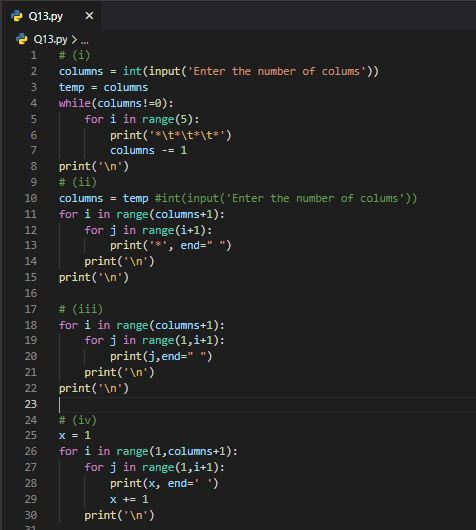 Q13.py ×
Q13.py > ...
1 # (i)
2 columns = int(input('Enter the number of colums'))
3 temp = columns
4 while(columns!=0):
5     for i in range(5):
6         print('*\t*\t*\t*')
7         columns -= 1
8 print('\n')
9 # (ii)
10 columns = temp #int(input('Enter the number of colums'))
11 for i in range(columns+1):
12     for j in range(i+1):
13         print('*', end=" ")
14     print('\n')
15 print('\n')
16
17 # (iii)
18 for i in range(columns+1):
19     for j in range(1,i+1):
20         print(j,end=" ")
21     print('\n')
22 print('\n')
23
24 # (iv)
25 x = 1
26 for i in range(1,columns+1):
27     for j in range(1,i+1):
28         print(x, end=' ')
29         x += 1
30     print('\n')
31